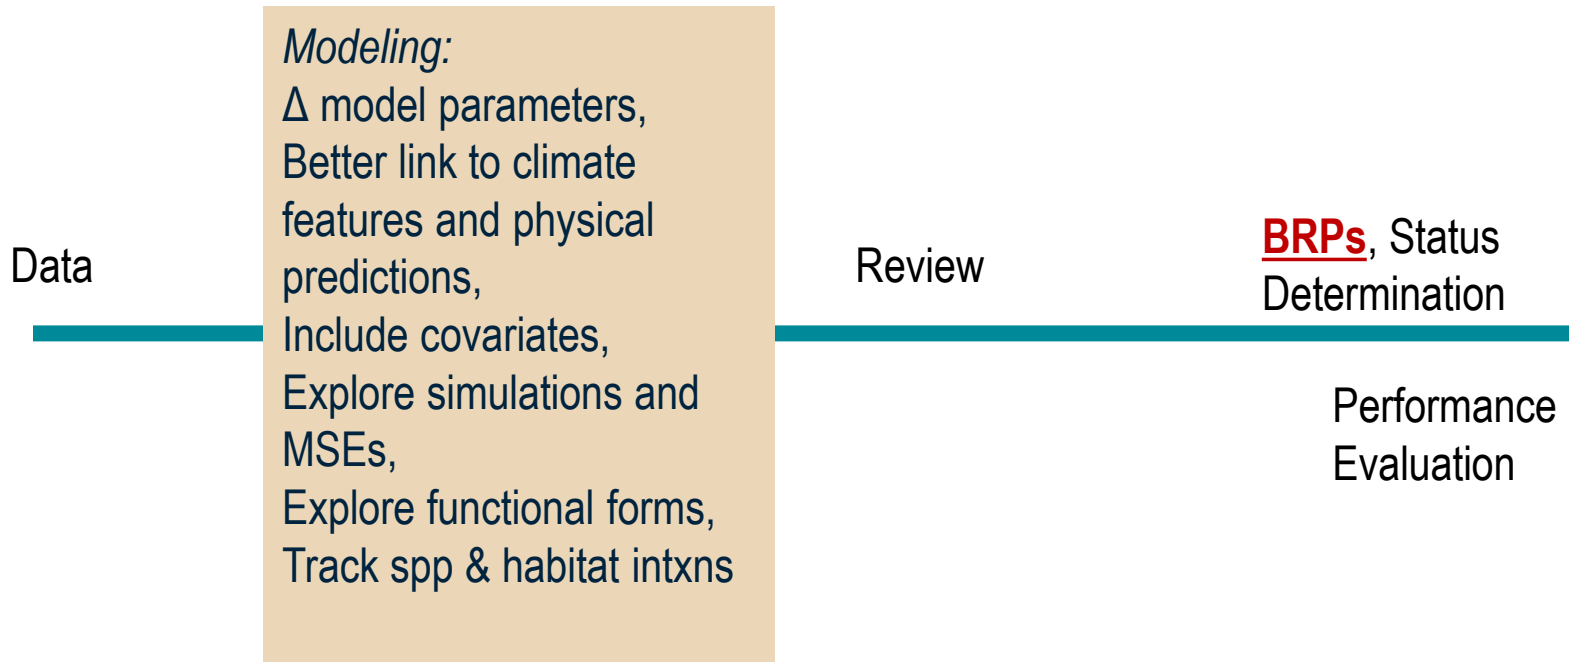 Data
Modeling:
Δ model parameters,
Better link to climate
features and physical
predictions,
Include covariates,
Explore simulations and
MSEs,
Explore functional forms,
Track spp & habitat intxns
Review
BRPs, Status
Determination
Performance
Evaluation